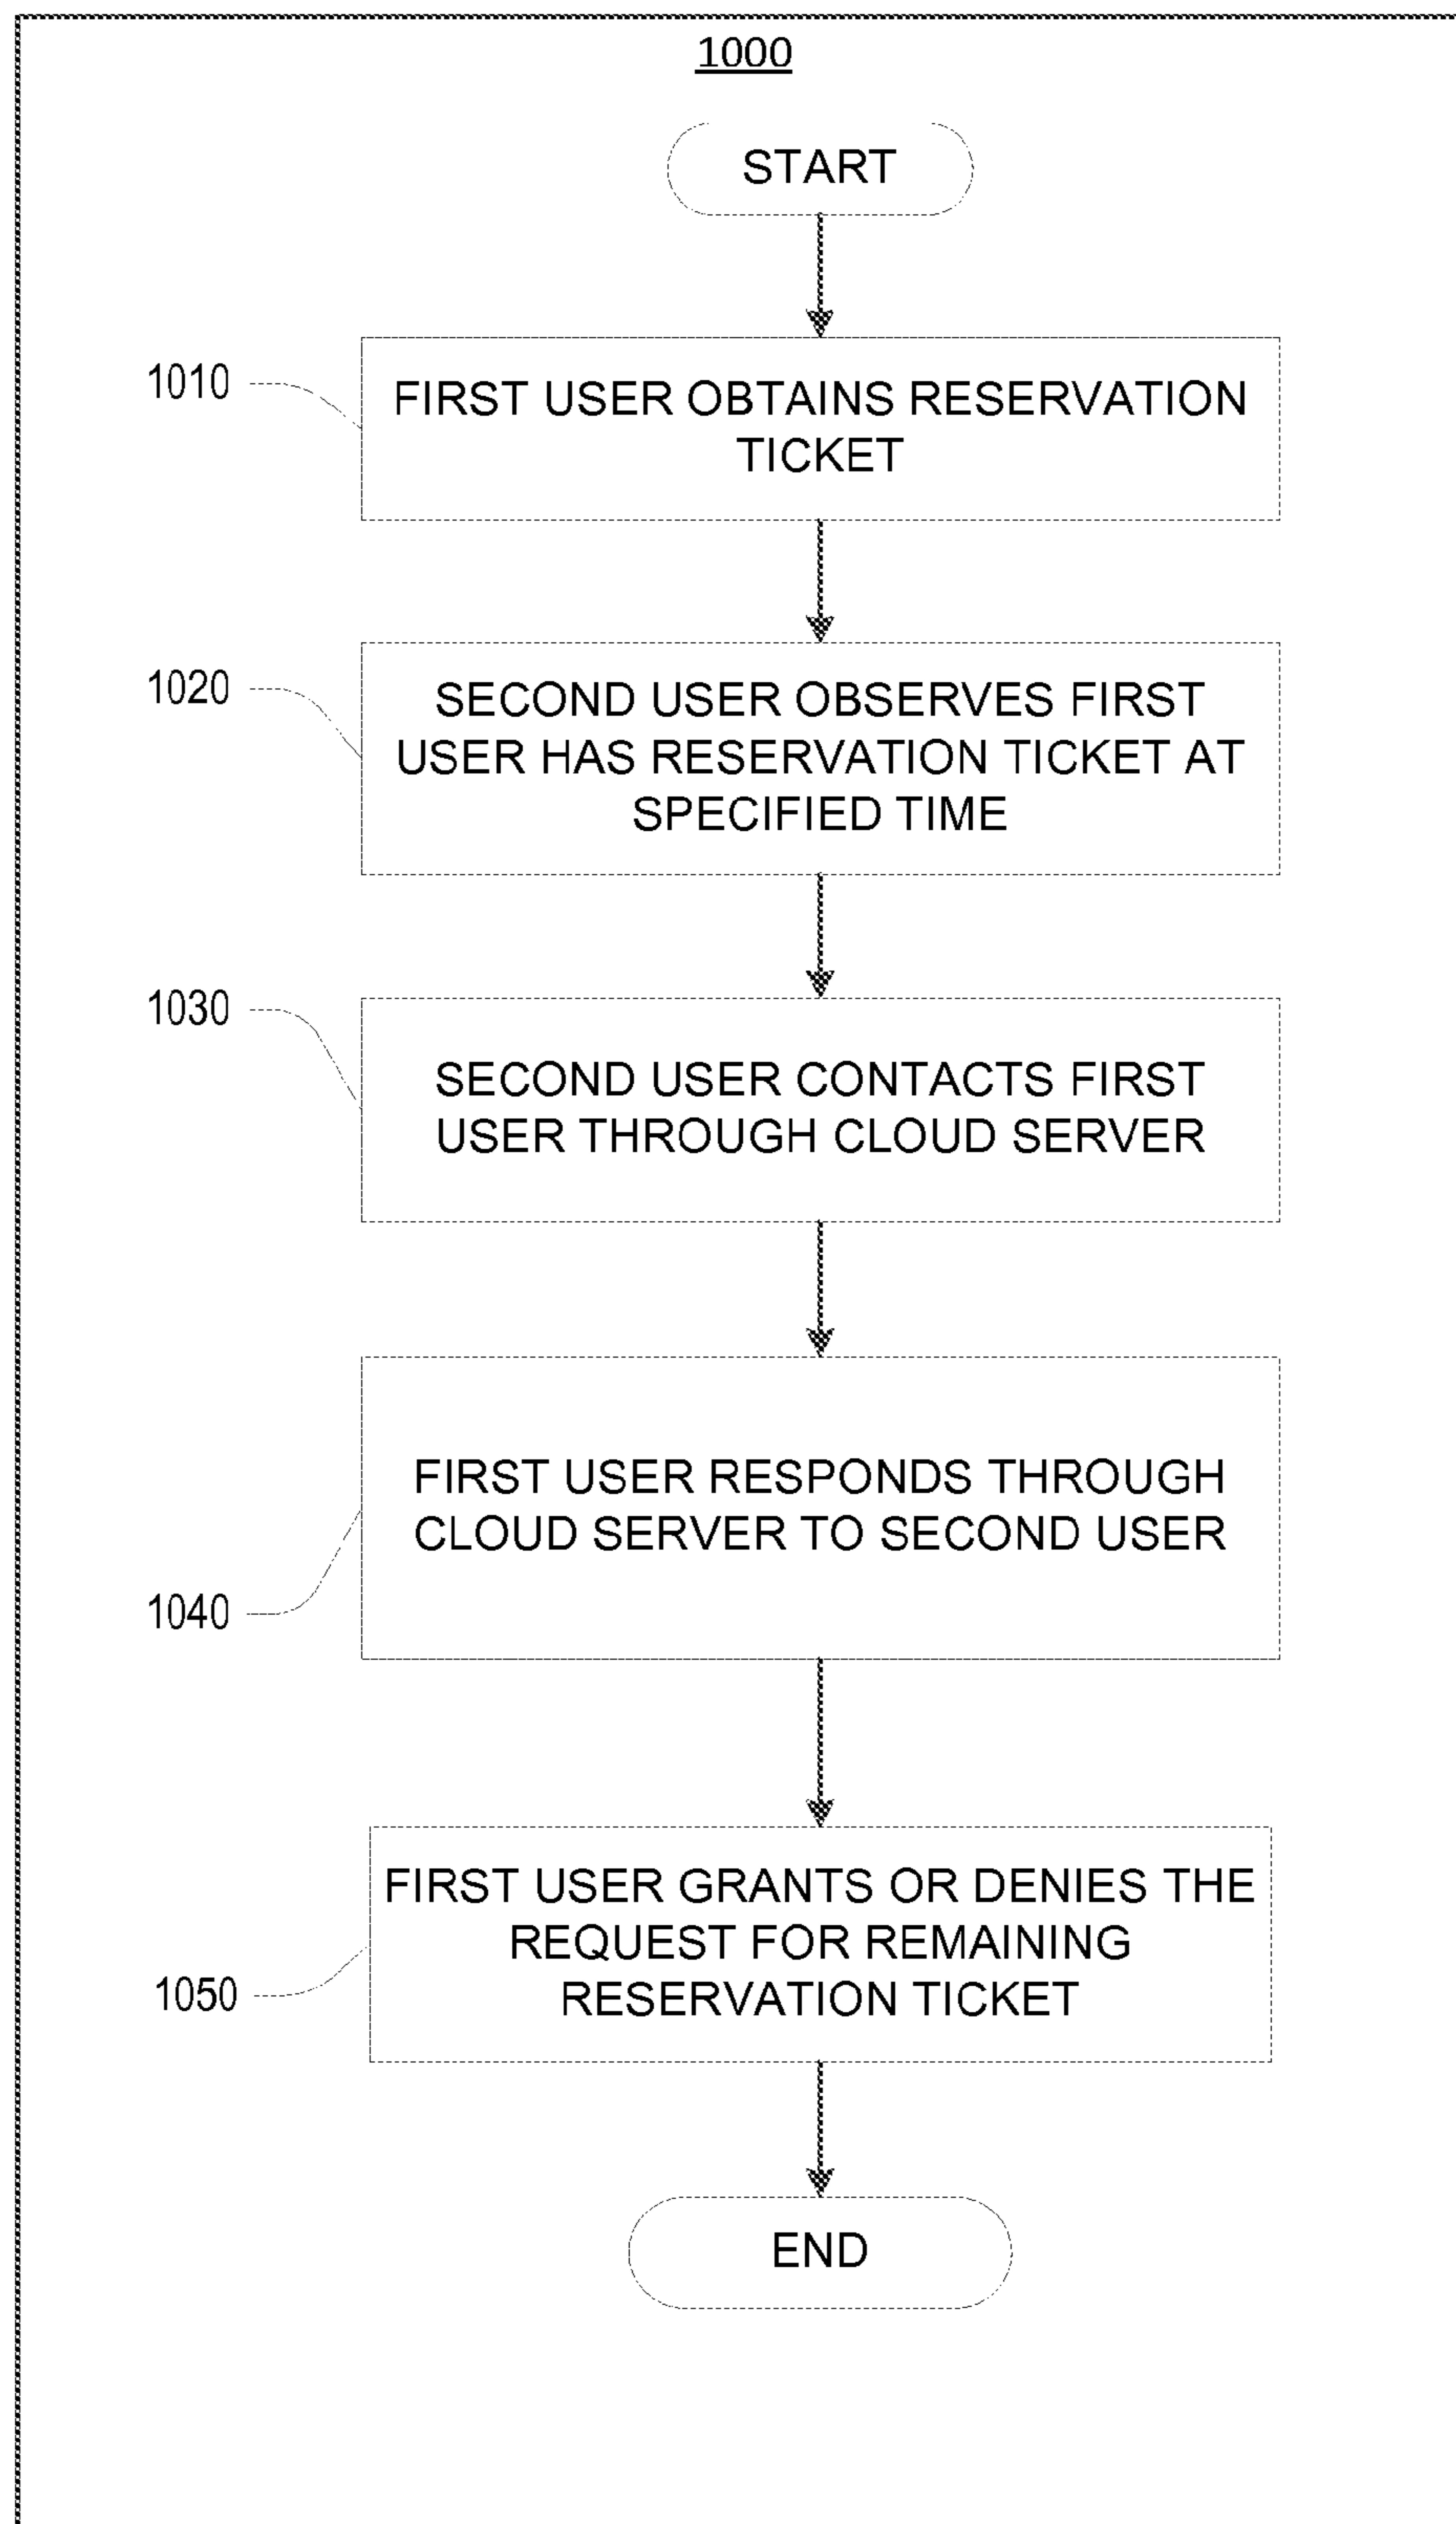 1000
START
1010
FIRST USER OBTAINS RESERVATION
TICKET
1020
SECOND USER OBSERVES FIRST
USER HAS RESERVATION TICKET AT
SPECIFIED TIME
1030
SECOND USER CONTACTS FIRST
USER THROUGH CLOUD SERVER
FIRST USER RESPONDS THROUGH
CLOUD SERVER TO SECOND USER
1040
FIRST USER GRANTS OR DENIES THE
REQUEST FOR REMAINING
RESERVATION TICKET
1050
END